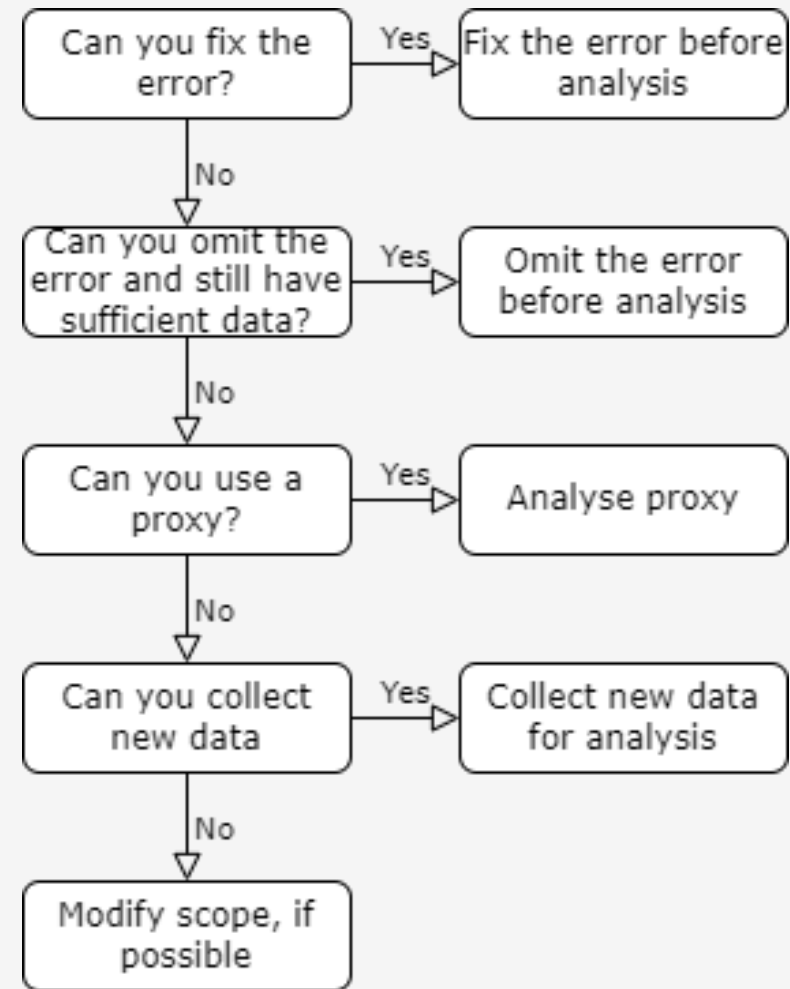 Can you fix the
error?
Yes
Fix the error before
analysis
No
Can you omit the
error and still have
sufficient data?
Yes
Omit the error
before analysis
No
Can you use a
proxy?
Yes
Analyse proxy
No
Can you collect
new data
Yes
Collect new data
for analysis
No
Modify scope, if
possible